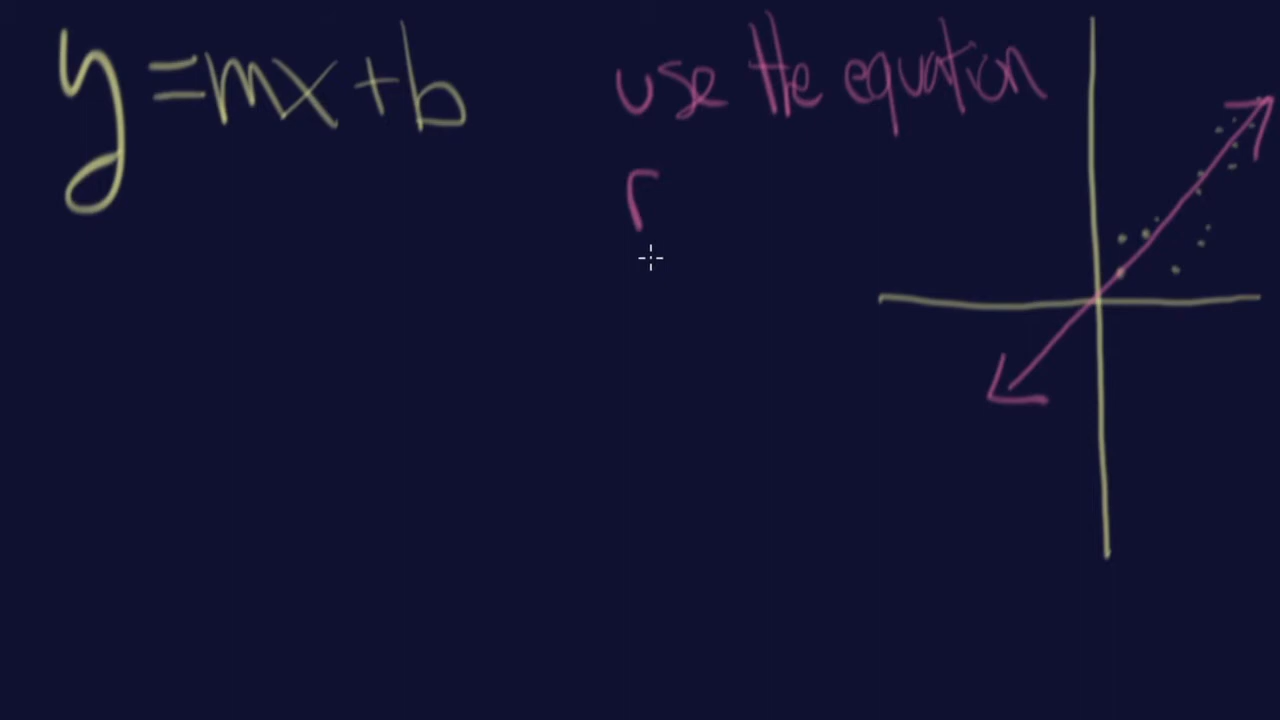 y=mx+b
use the equation
r